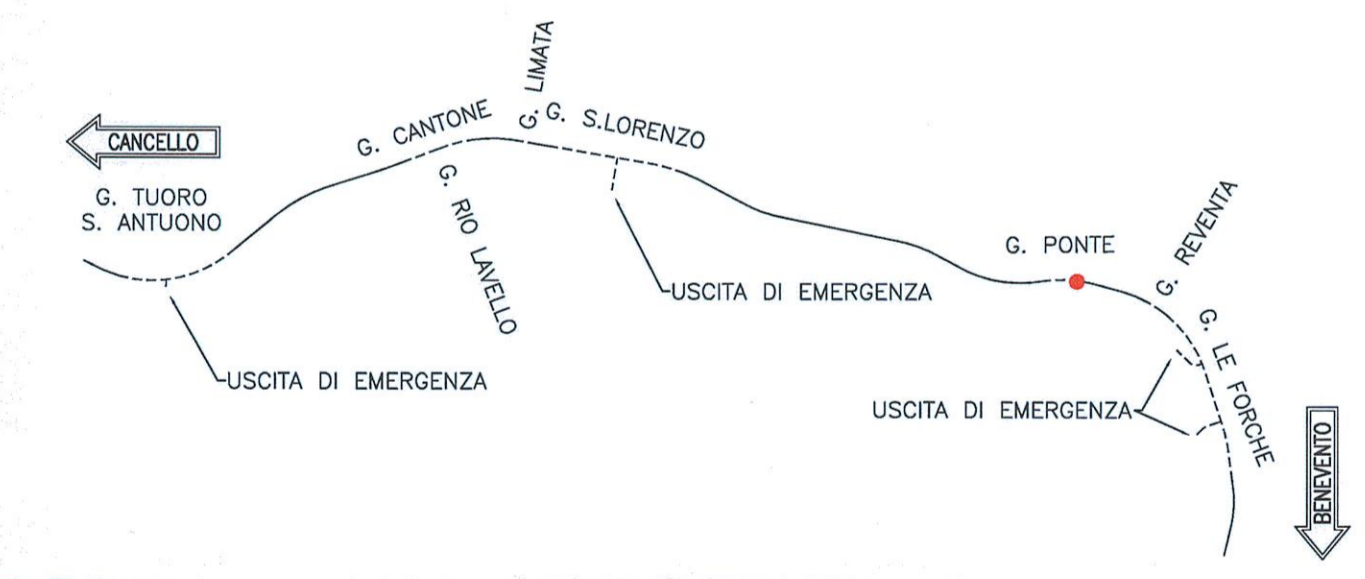 G. LIMATA
G. CANTONE
G. S.LORENZO
CANCELLO
G. TUORO
S. ANTUONO
G. RIO LAVELLO
G. REVENTA
G. PONTE
USCITA DI EMERGENZA
G. LE FORCHE
USCITA DI EMERGENZA
USCITA DI EMERGENZA
BENEVENTO